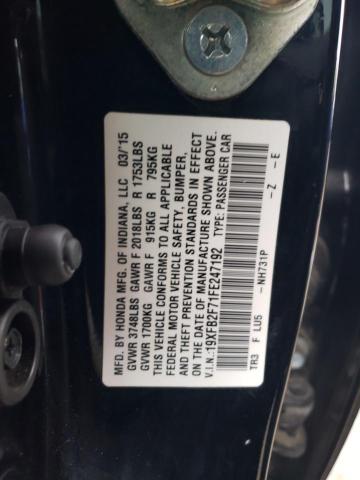 MFD. BY HONDA MFG. OF INDIANA, LLC 03/'15
GVWR 3748LBS GAWR F 2018LBS R 1753LBS
GVWR 1700KG GAWR F 915KG R 795KG
THIS VEHICLE CONFORMS TO ALL APPLICABLE
FEDERAL MOTOR VEHICLE SAFETY, BUMPER,
AND THEFT PREVENTION STANDARDS IN EFFECT
ON THE DATE OF MANUFACTURE SHOWN ABOVE.
V.I.N.:19XFB2F71FE247192 TYPE: PASSENGER CAR
TR3 F LU5 -NH731P -Z -E